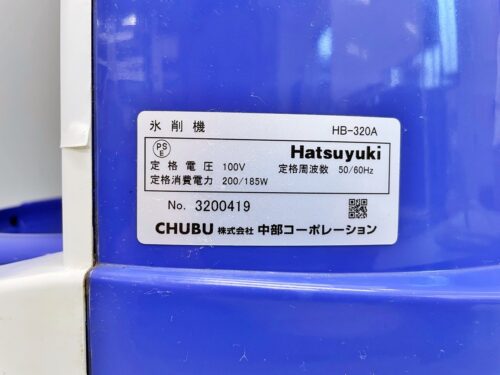 氷削機 HB-320A
PS E Hatsuyuki
定格電圧 100V 定格周波数 50/60Hz
定格消費電力 200/185W
No. 3200419
CHUBU 株式会社 中部コーポレーション